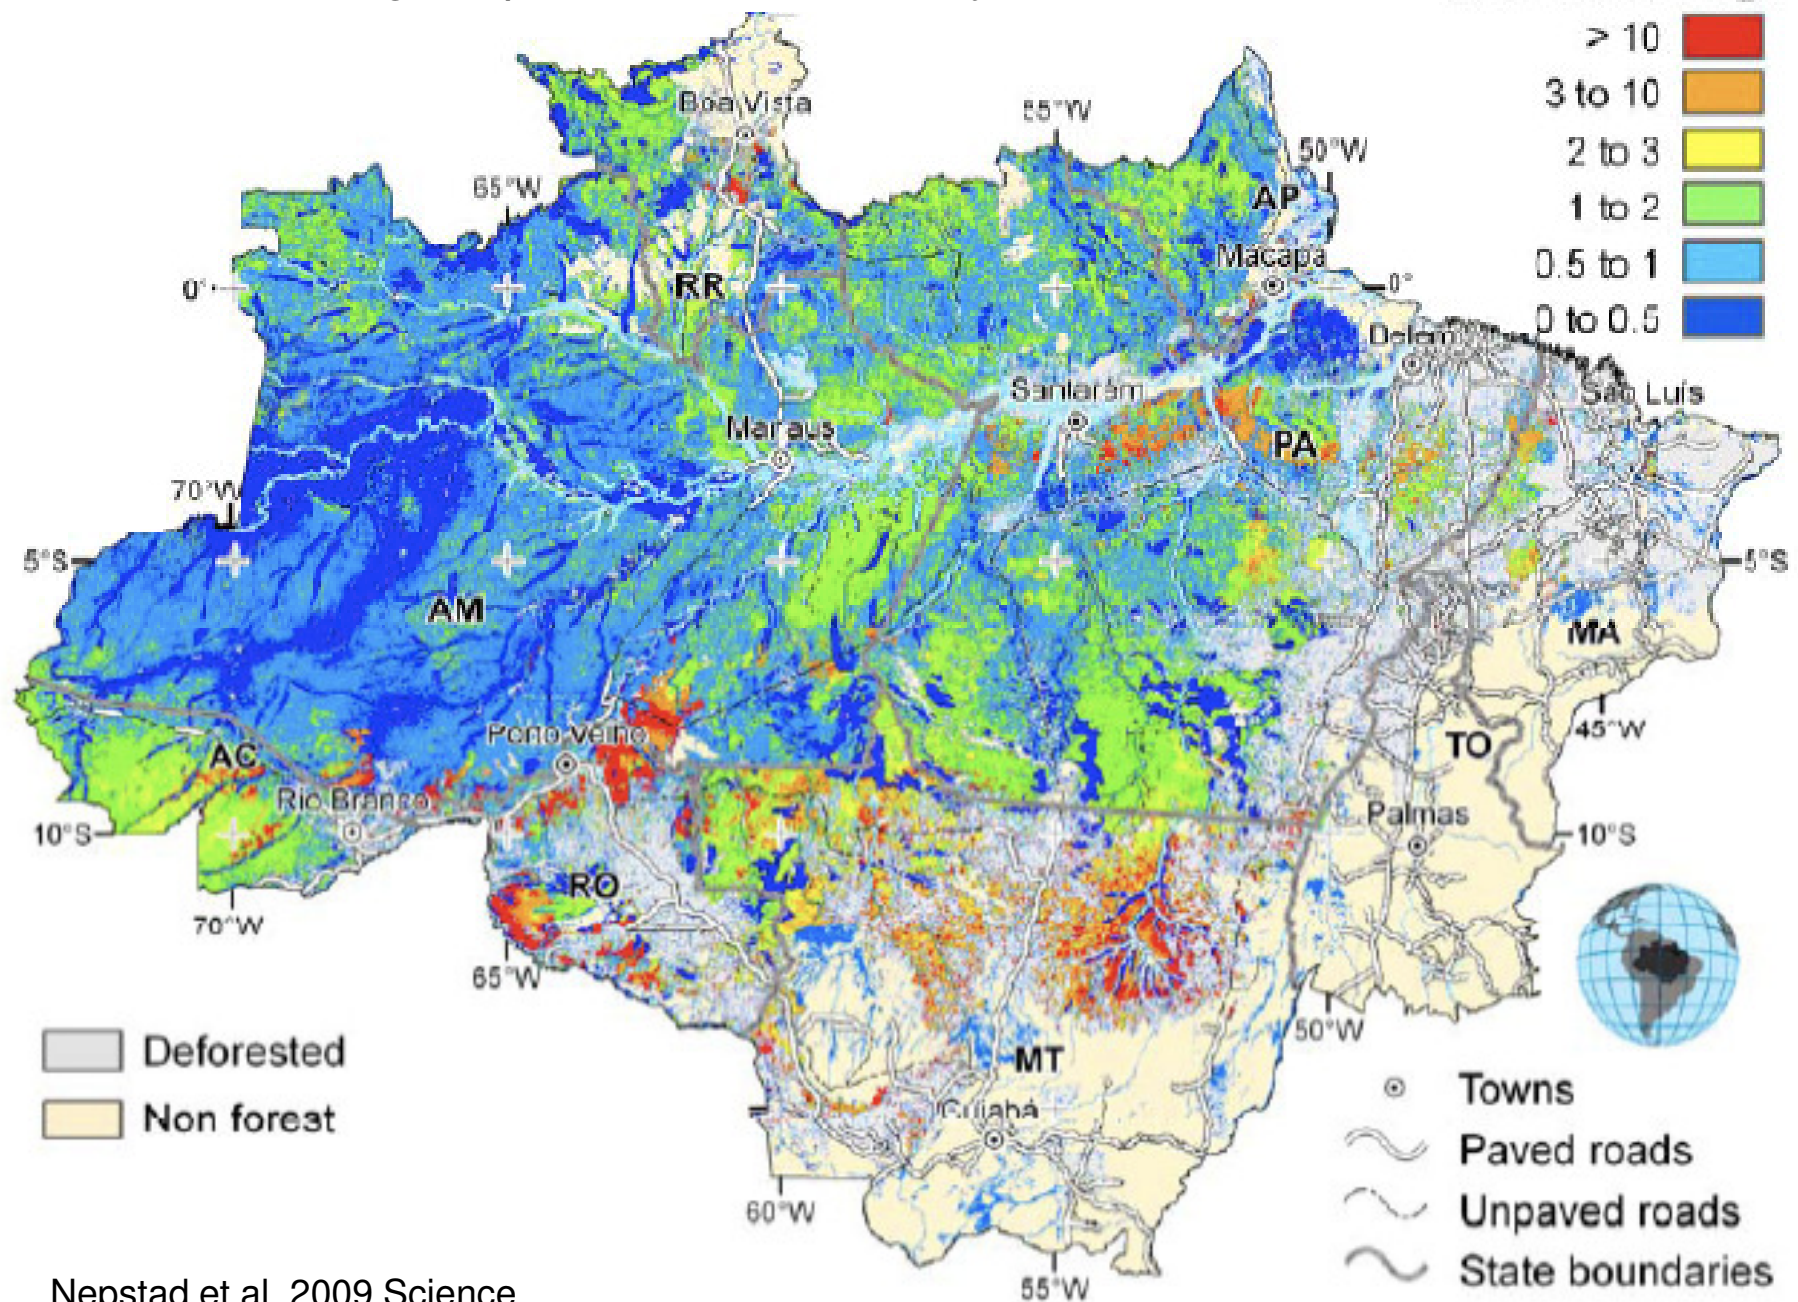 > 10
3 to 10
2 to 3
1 to 2
0.5 to 1
0 to 0.5
Boa Vista
55°W
50°W
65°W
AP
Macapa
RR
0°
0°
Santarém
São Luís
Manaus
PA
70°W
5°S
5°S
AM
MA
45°W
Porto Velho
AC
TO
Rio Branco
Palmas
10°S
10°S
RO
70°W
65°W
50°W
Deforested
MT
Towns
Non forest
Cuiabá
Paved roads
60°W
Unpaved roads
State boundaries
55°W
Nepstad et al. 2009 Science